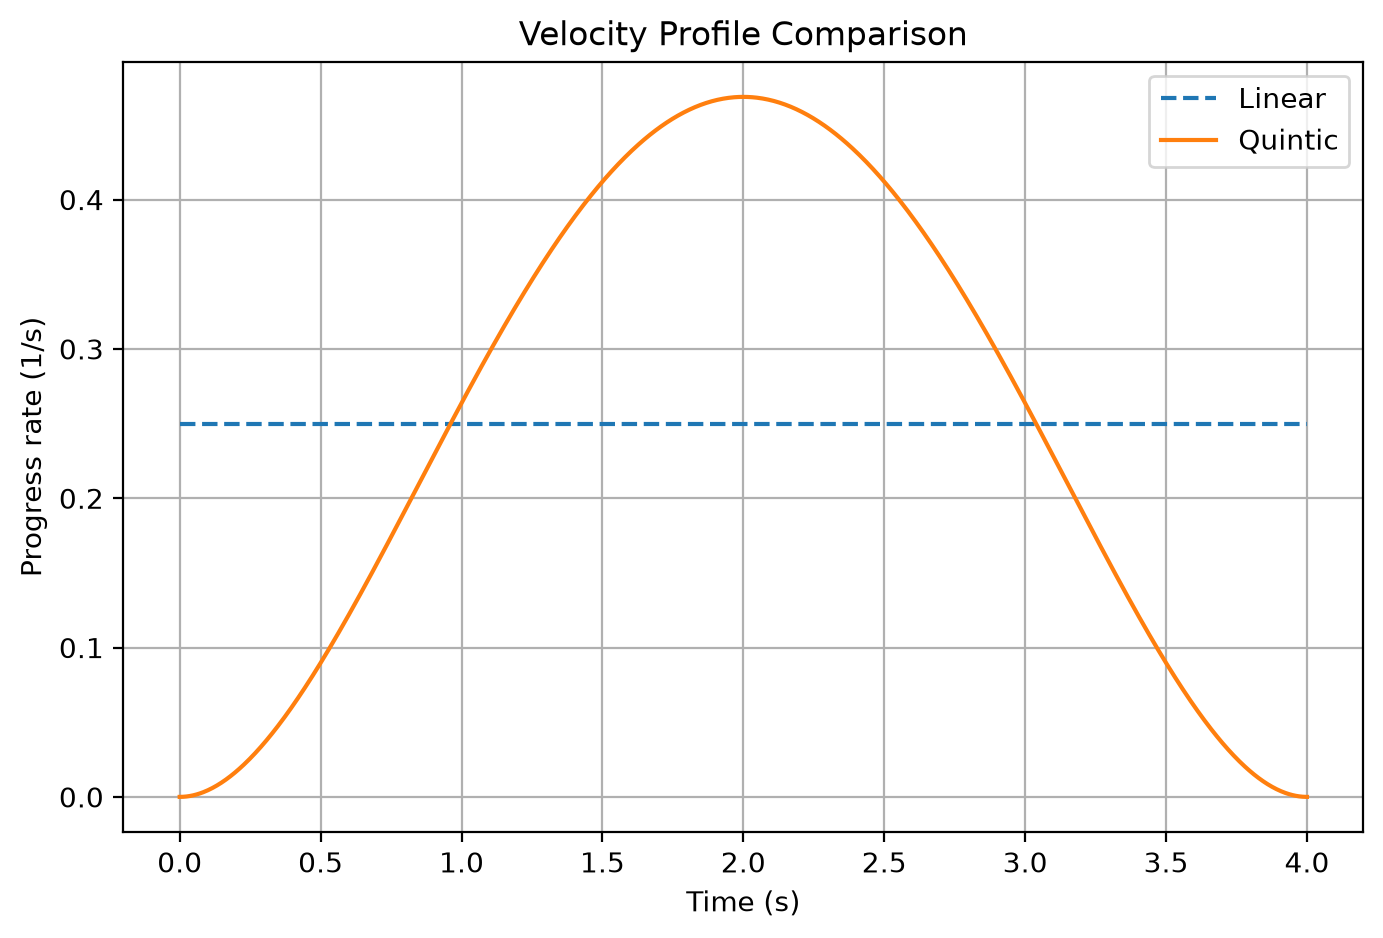 Velocity Profile Comparison
Linear
Quintic
0.4
0.3
0.2
0.1
0.0
Progress rate (1/s)
0.0 0.5 1.0 1.5 2.0 2.5 3.0 3.5 4.0
Time (s)